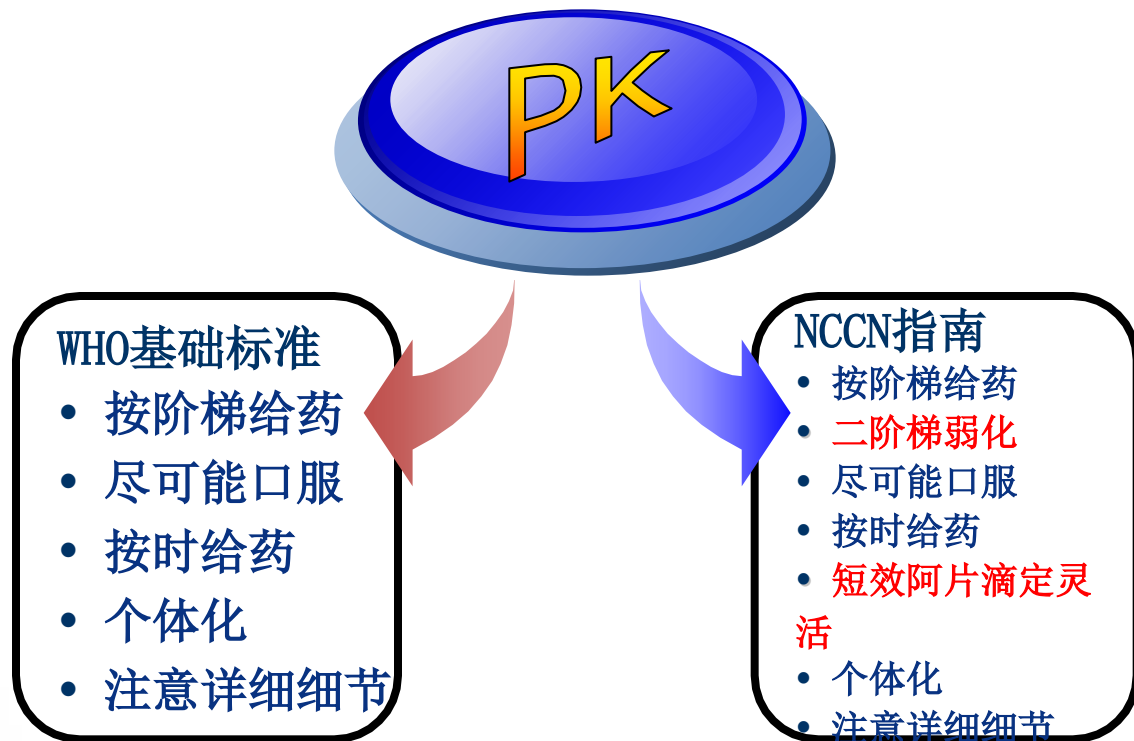 PK
WHO基础标准
• 按阶梯给药
• 尽可能口服
• 按时给药
• 个体化
• 注意详细细节
NCCN指南
• 按阶梯给药
• 二阶梯弱化
• 尽可能口服
• 按时给药
• 短效阿片滴定灵
活
• 个体化
• 注意详细细节